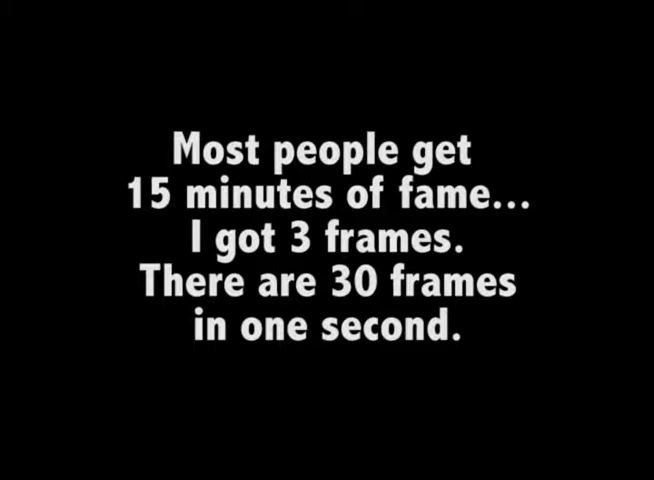 Most people get
15 minutes of fame...
I got 3 frames.
There are 30 frames
in one second.